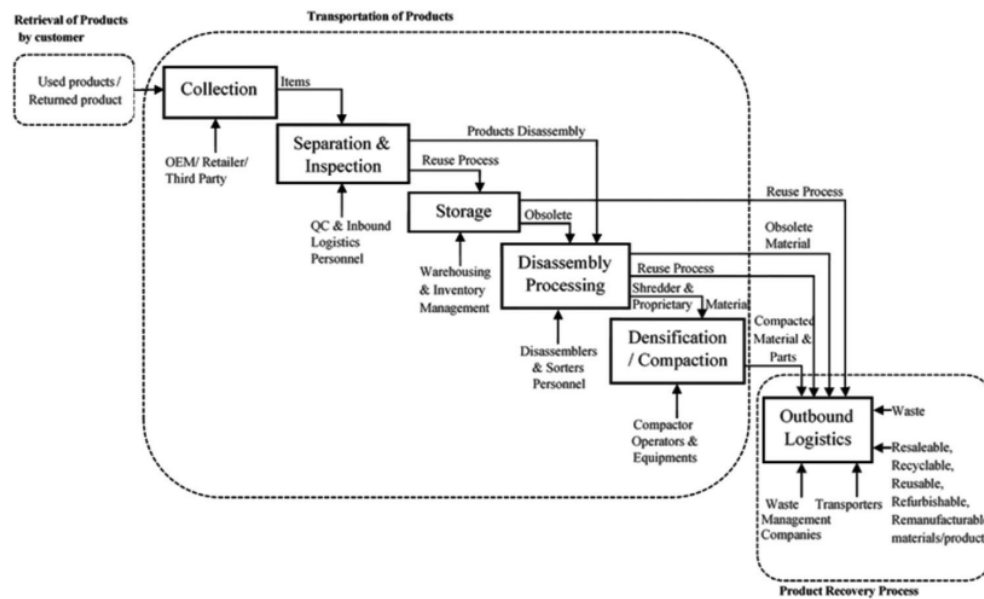 Retrieval of Products
by customer
Transportation of Products
Used products /
Returned product
Collection
Items
OEM/ Retailer/
Third Party
Separation &
Inspection
Products Disassembly
Reuse Process
QC & Inbound
Logistics
Personnel
Storage
Obsolete
Reuse Process
Warehousing
& Inventory
Management
Disassembly
Processing
Obsolete
Material
Reuse Process
Shredder &
Proprietary Material
Disassemblers
& Sorters
Personnel
Densification
/ Compaction
Compacted
Material &
Parts
Compactor
Operators &
Equipments
Outbound
Logistics
Waste
Resaleable,
Recyclable,
Reusable,
Refurbishable,
Remanufacturable
materials/product
Waste
Management
Companies
Transporters
Product Recovery Process